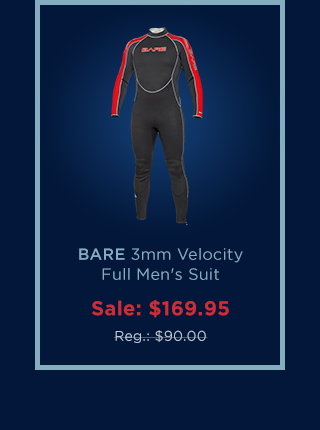 BARE
BARE 3mm Velocity
Full Men's Suit
Sale: $169.95
Reg.: $90.00